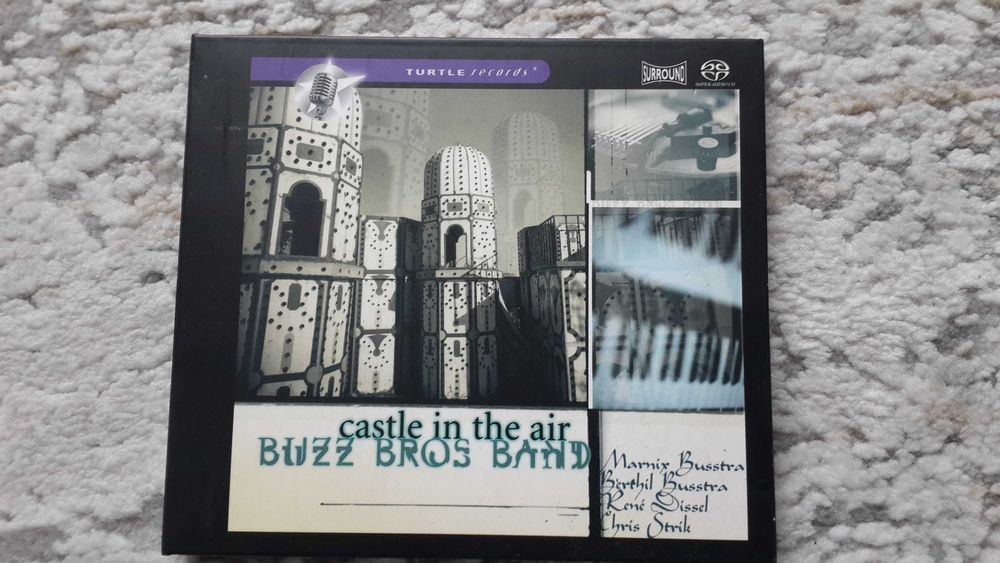 TURTLE records
SURROUND
SUPER AUDIO CD
castle in the air
BUZZ BROS BAND
Marnix Busstra
Berthil Busstra
René Dissel
Chris Strik